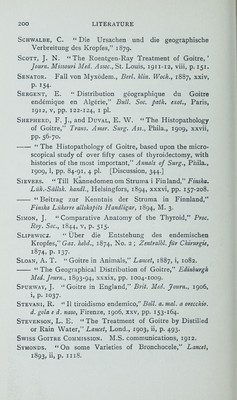 200 LITERATURE
SCHWALBE, C. “Die Ursachen und die geographische
Verbreitung des Kropfes,” 1879.
SCOTT, J. N. “The Roentgen-Ray Treatment of Goitre,”
Journ. Missouri Med. Assoc., St. Louis, 1911-12, viii, p. 151.
SENATOR. Fall von Myxödem., Berl. klin. Woch., 1887, xxiv,
p. 154.
SERGENT, E. “Distribution géographique du Goitre
endémique en Algérie,” Bull. Soc. path. exot., Paris,
1912, v, pp. 122-124, 1 pl.
SHEPHERD, F. J., and DUVAL, E. W. “The Histopathology
of Goitre,” Trans. Amer. Surg. Ass., Phila., 1909, xxvii,
pp. 56-70.
—— “The Histopathology of Goitre, based upon the micro-
scopical study of over fifty cases of thyroidectomy, with
histories of the most important,” Annals of Surg., Phila.,
1909, l, pp. 84-91, 4 pl. [Discussion, 344.]
SIEVERS. “Till Kannedomen om Struma i Finland,” Finska.
Läk.-Sällsk. handl., Helsingfors, 1894, xxxvi, pp. 157-208.
—— “Beitrag zur Kentniss der Struma in Finnland,”
Finska Läkare sälskapits Handligar, 1894, M. 3.
SIMON, J. “Comparative Anatomy of the Thyroid,” Proc.
Roy. Soc., 1844, v, p. 515.
SLIPEWICZ. “Über die Entstehung des endemischen
Kropfes,” Gaz. hekd., 1874, No. 2; Zentrallbl. für Chirurgie,
1874, p. 137.
SLOAN, A. T. “Goitre in Animals,” Lancet, 1887, i, 1082.
—— “The Geographical Distribution of Goitre,” Edinburgh
Med. Journ., 1893-94, xxxix, pp. 1004-1009.
SPURWAY, J. “Goitre in England,” Brit. Med. Journ., 1906,
i, p. 1037.
STEVANI, R. “Il tiroidismo endemico,” Boll. a. mal. a orecchio.
d. gola e d. naso, Firenze, 1906, xxv, pp. 153-164.
STEVENSON, L. E. “The Treatment of Goitre by Distilled
or Rain Water,” Lancet, Lond., 1903, ii, p. 493.
SWISS GOITRE COMMISSION. M.S. communications, 1912.
SYMONDS. “On some Varieties of Bronchocele,” Lancet,
1893, ii, p. 1118.